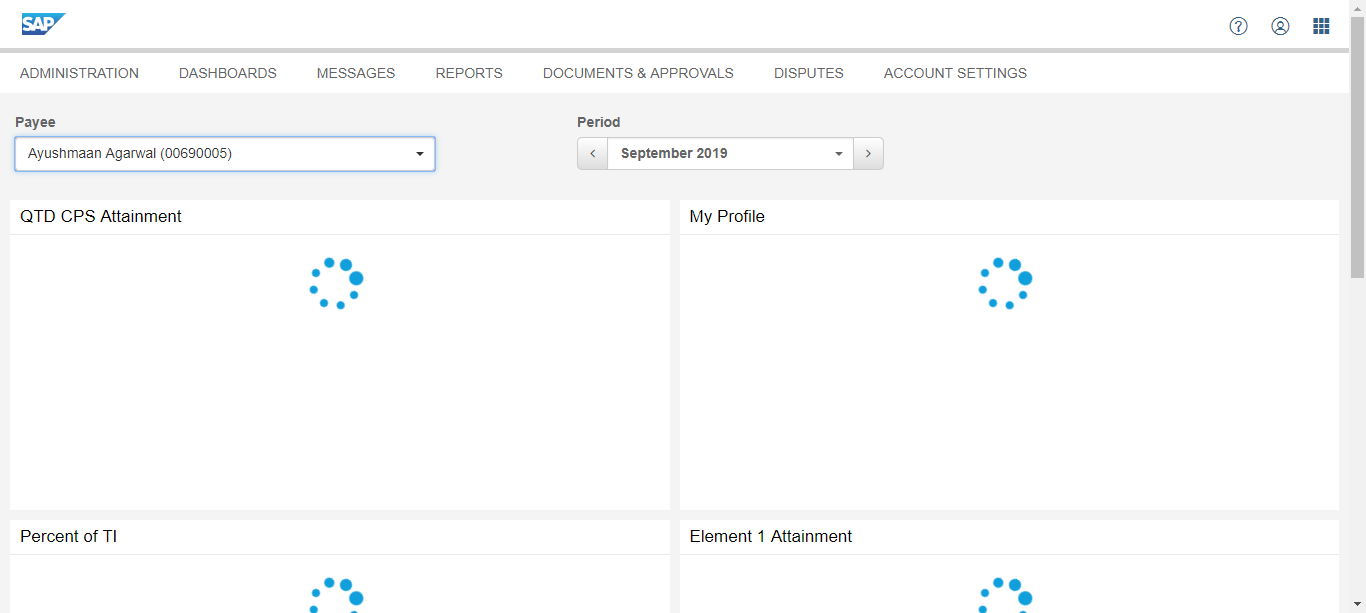 SAP
ADMINISTRATION DASHBOARDS MESSAGES REPORTS DOCUMENTS & APPROVALS DISPUTES ACCOUNT SETTINGS
Payee Period
Ayushmaan Agarwal (00690005) September 2019
QTD CPS Attainment My Profile
Percent of TI Element 1 Attainment